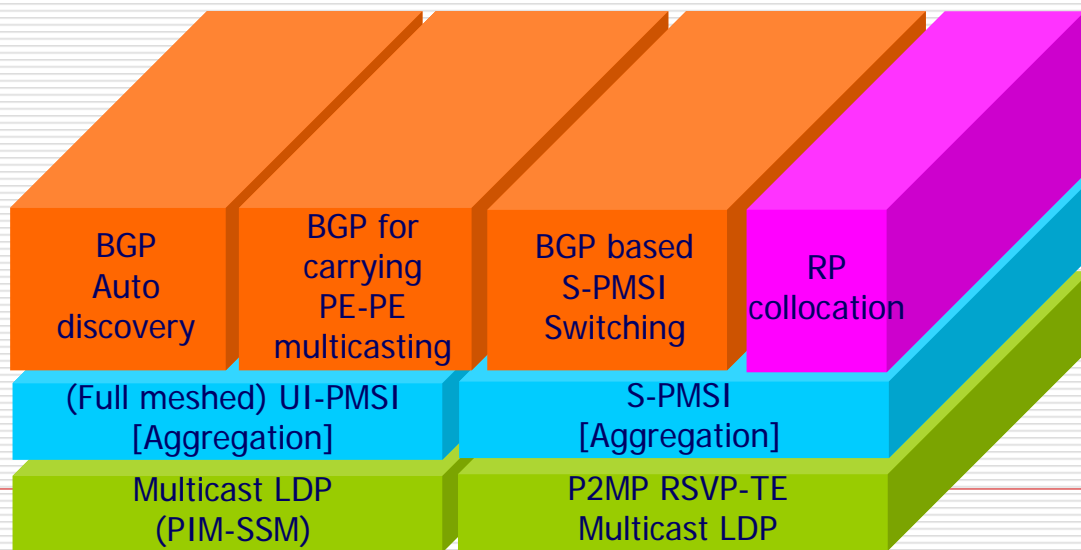 BGP
Auto
discovery
BGP for
carrying
PE-PE
multicasting
BGP based
S-PMSI
Switching
RP
collocation
(Full meshed) UI-PMSI
[Aggregation]
S-PMSI
[Aggregation]
Multicast LDP
(PIM-SSM)
P2MP RSVP-TE
Multicast LDP